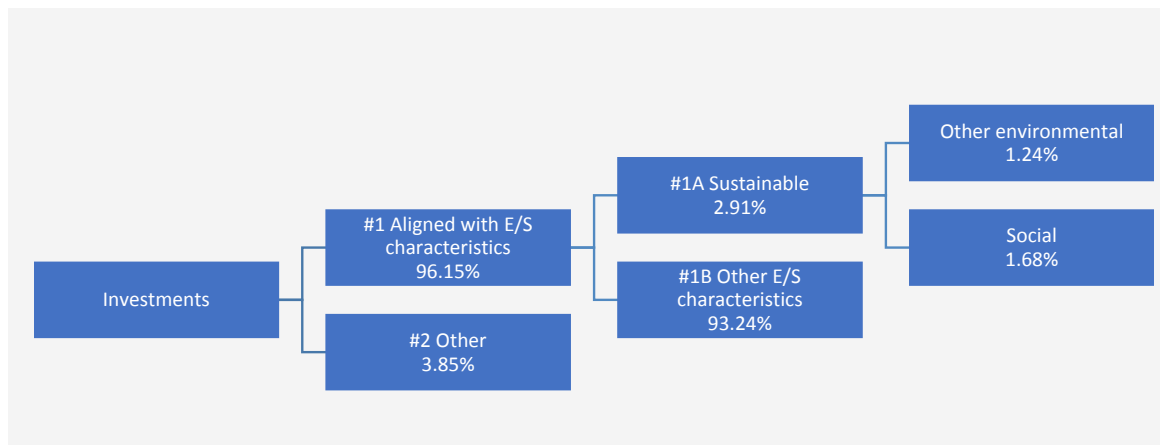 Investments
#1 Aligned with E/S
characteristics
96.15%
#2 Other
3.85%
#1A Sustainable
2.91%
#1B Other E/S
characteristics
93.24%
Other environmental
1.24%
Social
1.68%